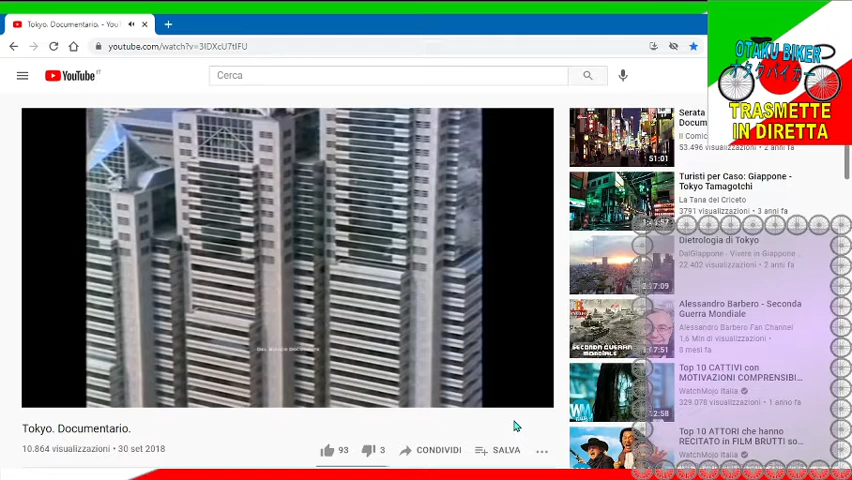 Tokyo. Documentario. - YouT
youtube.com/watch?v=3IDXcU7tIFU
YouTube IT
Cerca
OTAKU BIKER
オタクバイカー
TRASMETTE
IN DIRETTA
Tokyo. Documentario.
10.864 visualizzazioni • 30 set 2018
93
3
CONDIVIDI
SALVA
Serata
Docum
Il Comic
53.496 visualizzazioni • 2 anni fa
51:01
Turisti per Caso: Giappone -
Tokyo Tamagotchi
La Tana del Criceto
3791 visualizzazioni • 3 anni fa
Dietrologia di Tokyo
DalGiappone - Vivere in Giappone
22.402 visualizzazioni • 2 anni fa
Alessandro Barbero - Seconda
Guerra Mondiale
Alessandro Barbero Fan Channel
1,6 Mln di visualizzazioni •
8 mesi fa
SECONDA GUERRA
MONDIALE
Top 10 CATTIVI con
MOTIVAZIONI COMPRENSIBI...
WatchMojo Italia
329.078 visualizzazioni • 1 anno fa
12:58
Top 10 ATTORI che hanno
RECITATO in FILM BRUTTI so...
WatchMojo Italia